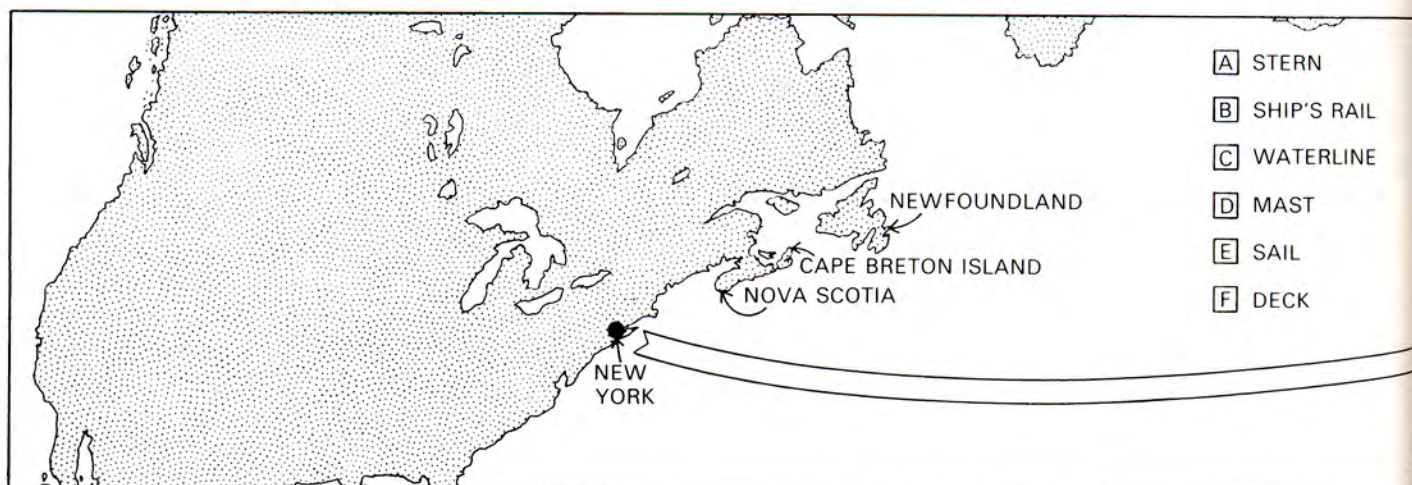 A STERN
B SHIP'S RAIL
C WATERLINE
D MAST
E SAIL
F DECK
NEWFOUNDLAND
CAPE BRETON ISLAND
NOVA SCOTIA
NEW
YORK